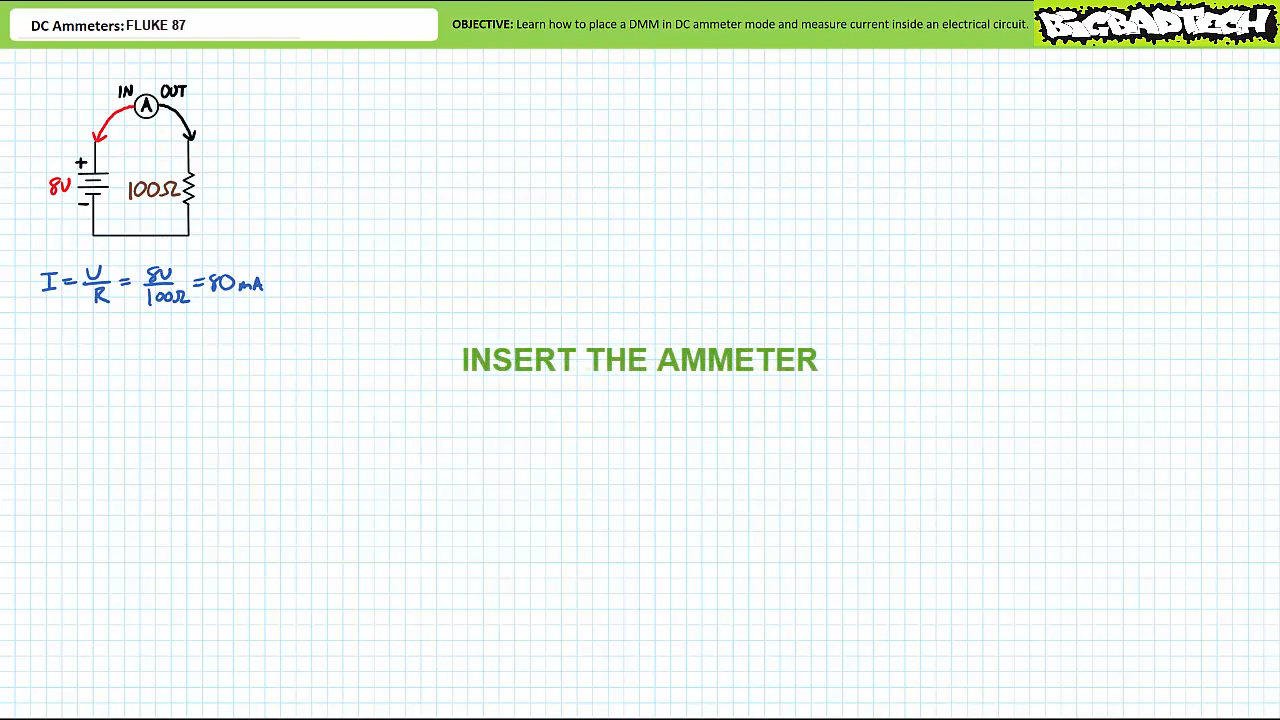 DC Ammeters: FLUKE 87
OBJECTIVE: Learn how to place a DMM in DC ammeter mode and measure current inside an electrical circuit.
BIGBADTECH
IN A OUT
+
8V 100Ω
-
I = V/R = 8V/100Ω = 80mA
INSERT THE AMMETER